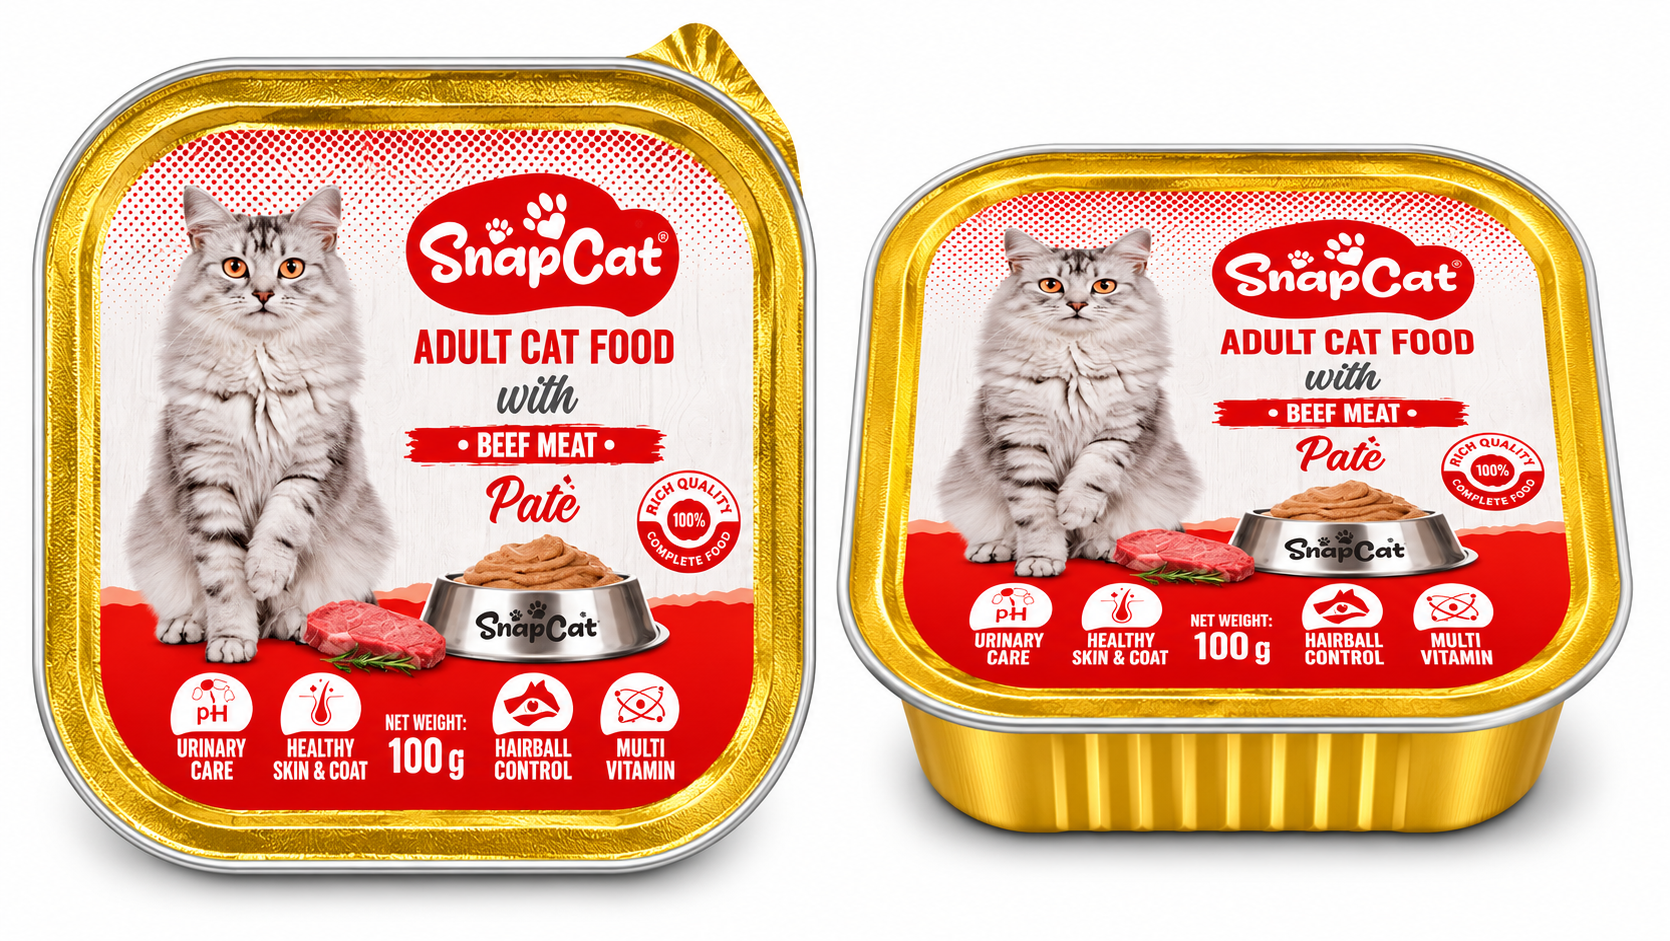 SnapCat®
ADULT CAT FOOD
with
• BEEF MEAT •
Patè
RICH QUALITY
100%
COMPLETE FOOD
SnapCat
pH
URINARY
CARE
HEALTHY
SKIN & COAT
NET WEIGHT:
100 g
HAIRBALL
CONTROL
MULTI
VITAMIN
SnapCat®
ADULT CAT FOOD
with
• BEEF MEAT •
Patè
RICH QUALITY
100%
COMPLETE FOOD
SnapCat
pH
URINARY
CARE
HEALTHY
SKIN & COAT
NET WEIGHT:
100 g
HAIRBALL
CONTROL
MULTI
VITAMIN